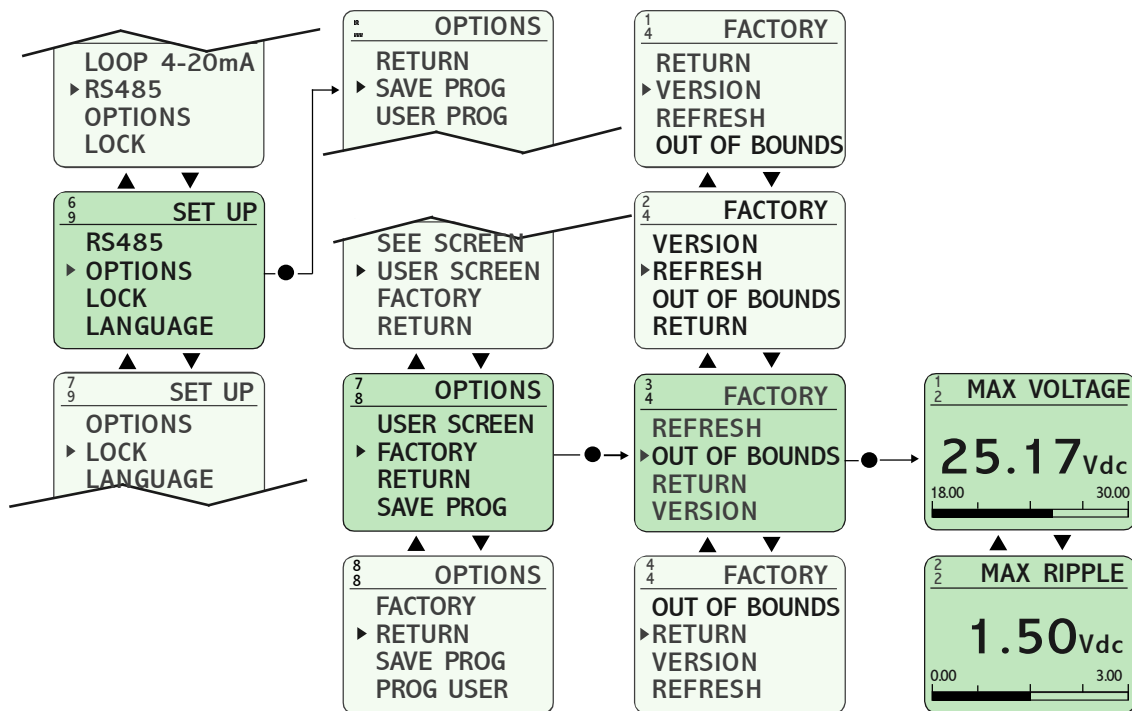 LOOP 4-20mA
RS485
OPTIONS
LOCK
6
9
SET UP
RS485
OPTIONS
LOCK
LANGUAGE
7
9
SET UP
OPTIONS
LOCK
LANGUAGE
OPTIONS
RETURN
SAVE PROG
USER PROG
SEE SCREEN
USER SCREEN
FACTORY
RETURN
7
8
OPTIONS
USER SCREEN
FACTORY
RETURN
SAVE PROG
8
8
OPTIONS
FACTORY
RETURN
SAVE PROG
PROG USER
1
4
FACTORY
RETURN
VERSION
REFRESH
OUT OF BOUNDS
2
4
FACTORY
VERSION
REFRESH
OUT OF BOUNDS
RETURN
3
4
FACTORY
REFRESH
OUT OF BOUNDS
RETURN
VERSION
4
4
FACTORY
OUT OF BOUNDS
RETURN
VERSION
REFRESH
1
2
MAX VOLTAGE
25.17Vdc
18.00 30.00
2
2
MAX RIPPLE
1.50Vdc
0.00 3.00